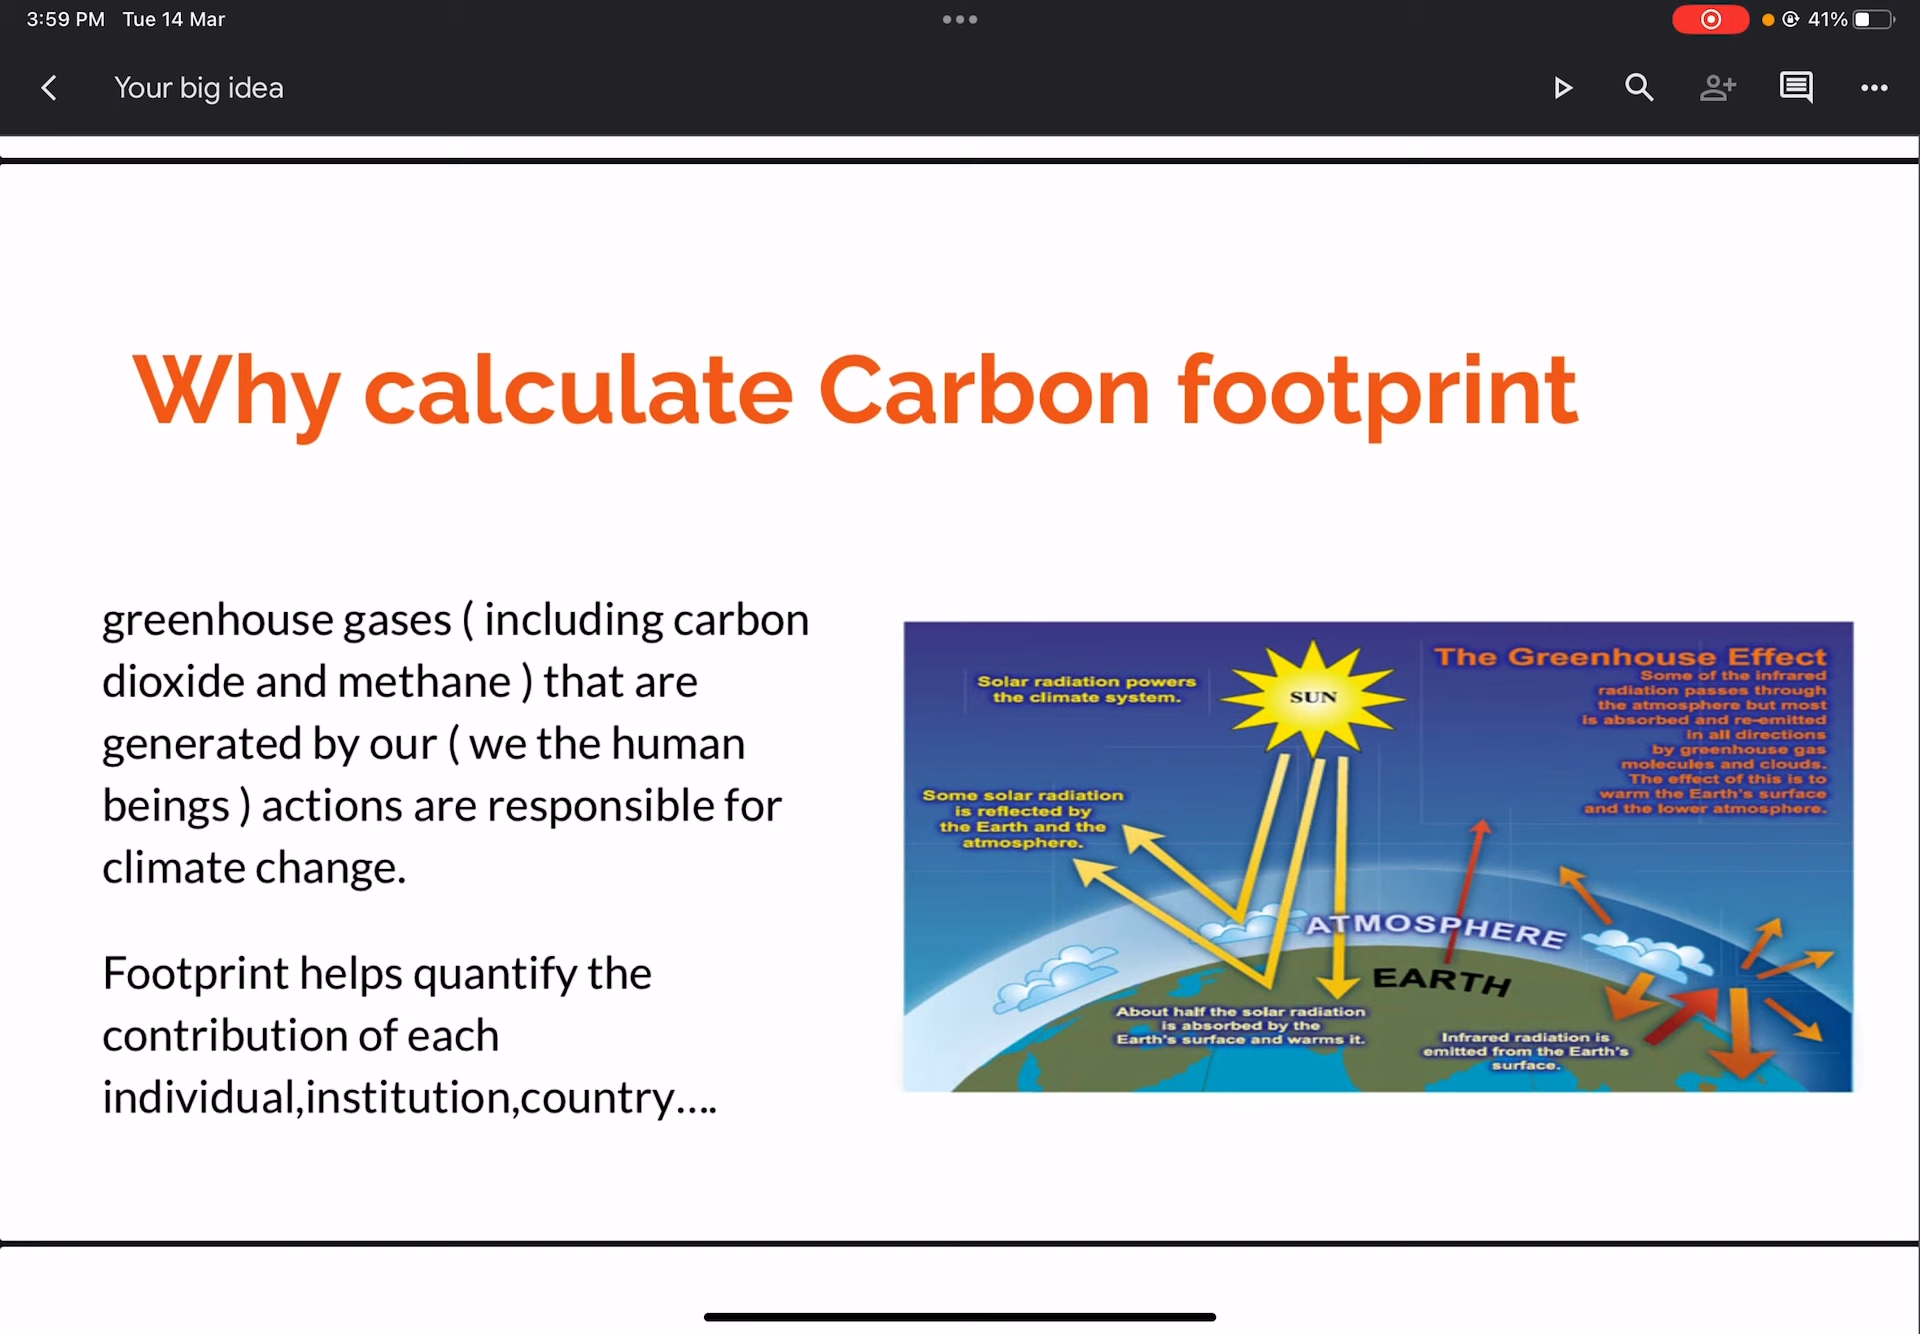 3:59 PM Tue 14 Mar
41%
Your big idea
Why calculate Carbon footprint
greenhouse gases ( including carbon
dioxide and methane ) that are
generated by our ( we the human
beings ) actions are responsible for
climate change.
Footprint helps quantify the
contribution of each
individual,institution,country....
Solar radiation powers
the climate system.
SUN
The Greenhouse Effect
Some of the infrared
radiation passes through
the atmosphere but most
is absorbed and re-emitted
in all directions
by greenhouse gas
molecules and clouds.
The effect of this is to
warm the Earth's surface
and the lower atmosphere.
Some solar radiation
is reflected by
the Earth and the
atmosphere.
ATMOSPHERE
EARTH
About half the solar radiation
is absorbed by the
Earth's surface and warms it.
Infrared radiation is
emitted from the Earth's
surface.